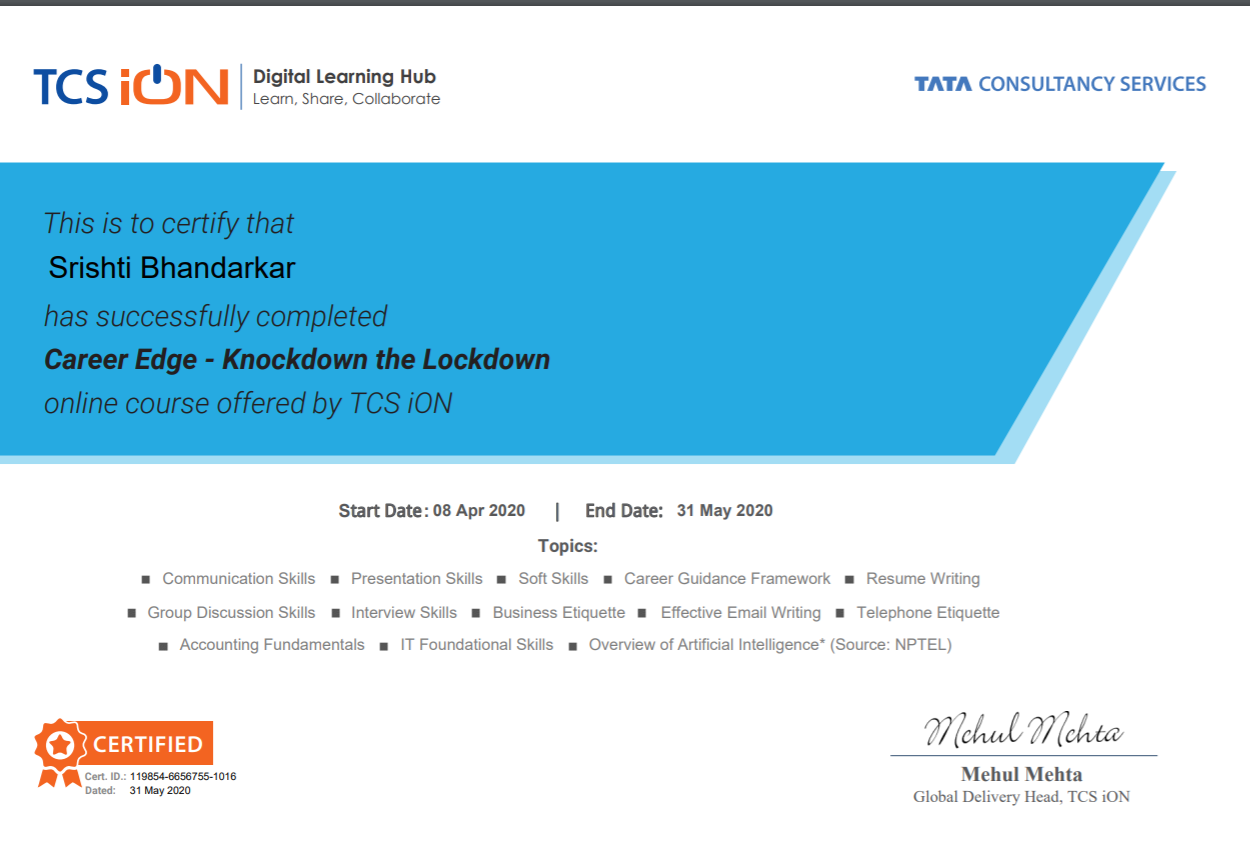 TCS iON | Digital Learning Hub
Learn, Share, Collaborate
TATA CONSULTANCY SERVICES
This is to certify that
Srishti Bhandarkar
has successfully completed
Career Edge - Knockdown the Lockdown
online course offered by TCS iON
Start Date: 08 Apr 2020 | End Date: 31 May 2020
Topics:
■ Communication Skills ■ Presentation Skills ■ Soft Skills ■ Career Guidance Framework ■ Resume Writing
■ Group Discussion Skills ■ Interview Skills ■ Business Etiquette ■ Effective Email Writing ■ Telephone Etiquette
■ Accounting Fundamentals ■ IT Foundational Skills ■ Overview of Artificial Intelligence* (Source: NPTEL)
CERTIFIED
Cert. ID.: 119854-6656755-1016
Dated: 31 May 2020
Mehul Mehta
Mehul Mehta
Global Delivery Head, TCS iON